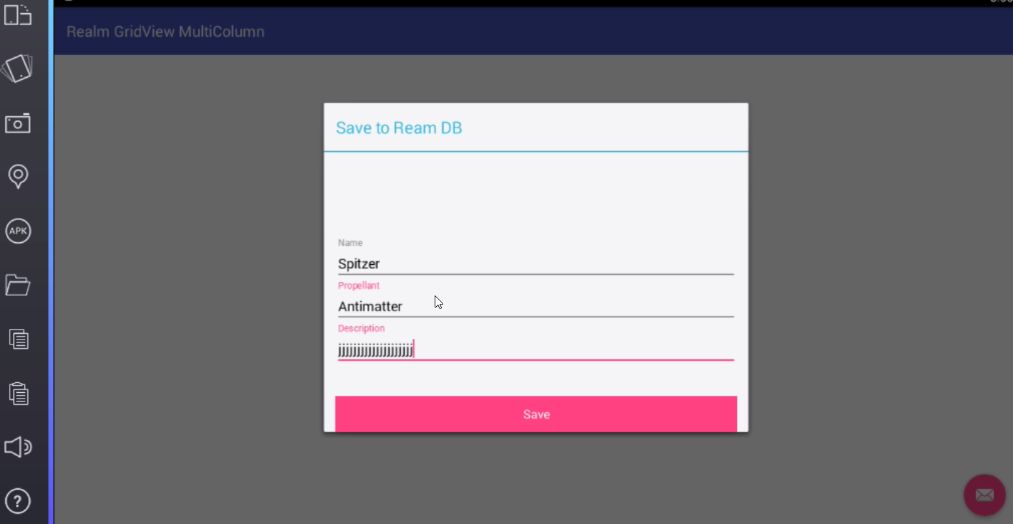 Realm GridView MultiColumn
Save to Ream DB
Name
Spitzer
Propellant
Antimatter
Description
jjjjjjjjjjjjjjjjjjjj
Save
APK
?